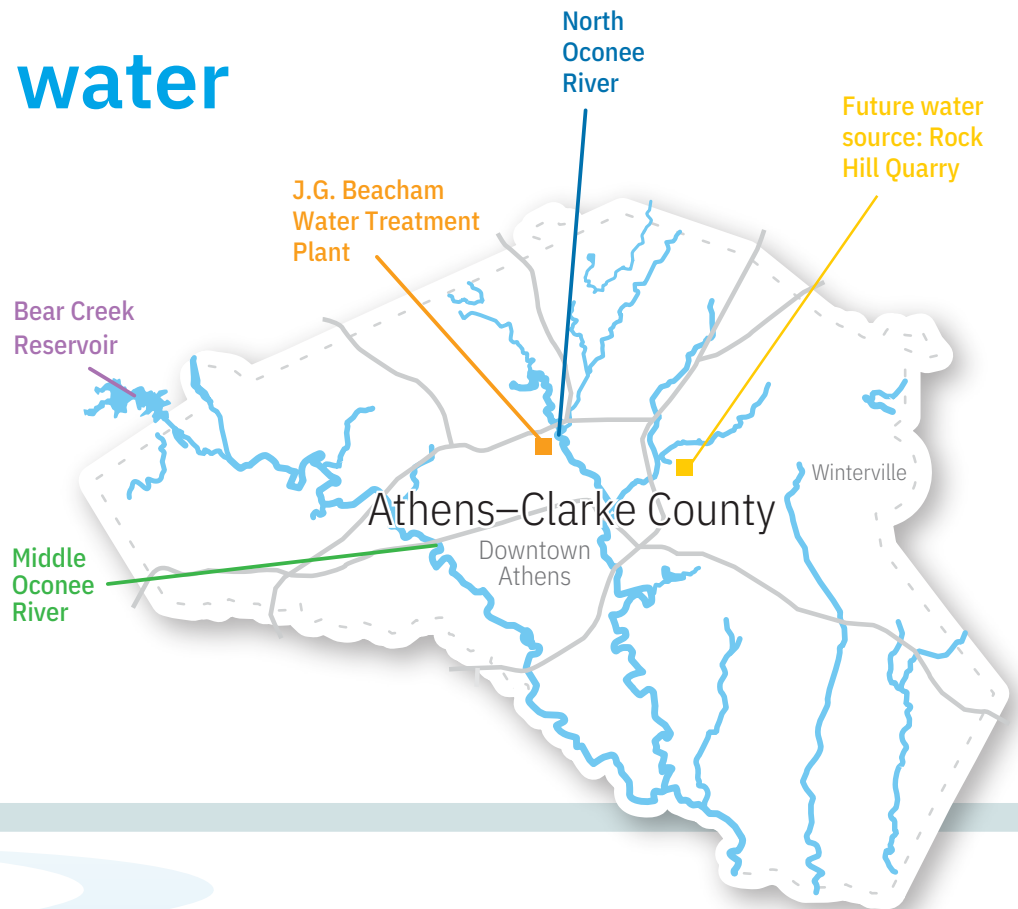 water
North
Oconee
River
Future water
source: Rock
Hill Quarry
J.G. Beacham
Water Treatment
Plant
Bear Creek
Reservoir
Winterville
Athens–Clarke County
Downtown
Athens
Middle
Oconee
River